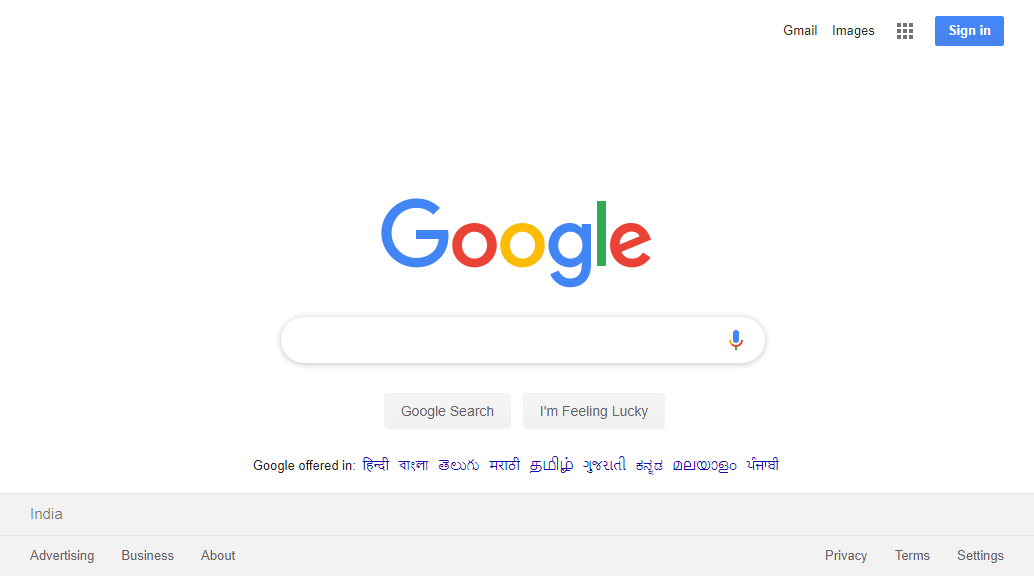 Gmail Images Sign in
Google
Google Search I'm Feeling Lucky
Google offered in: हिन्दी বাংলা తెలుగు मराठी தமிழ் ગુજરાતી ಕನ್ನಡ മലയാളം ਪੰਜਾਬੀ
India
Advertising Business About Privacy Terms Settings